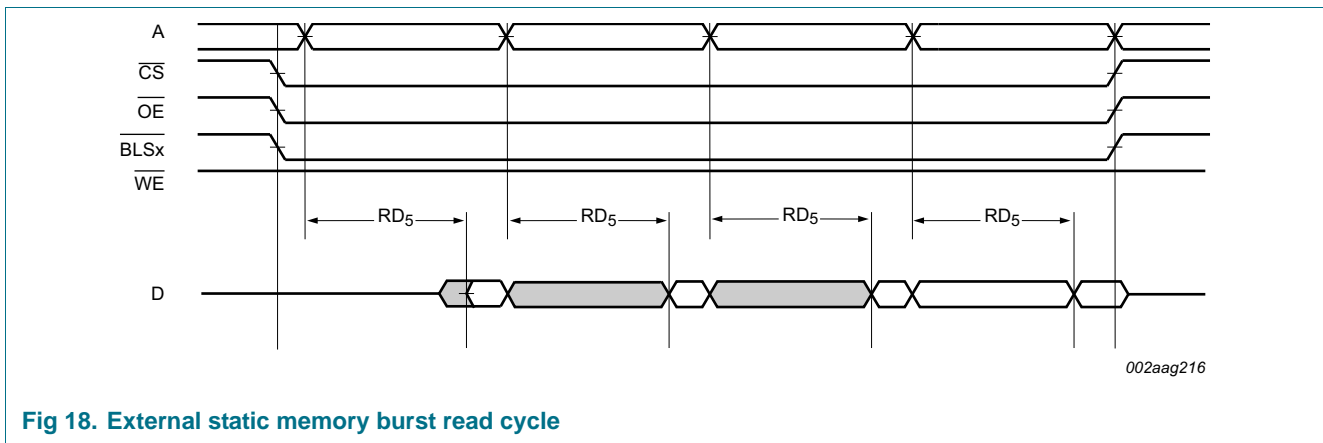 A
CS
OE
BLSx
WE
RD5 RD5 RD5 RD5
D
002aag216
Fig 18. External static memory burst read cycle